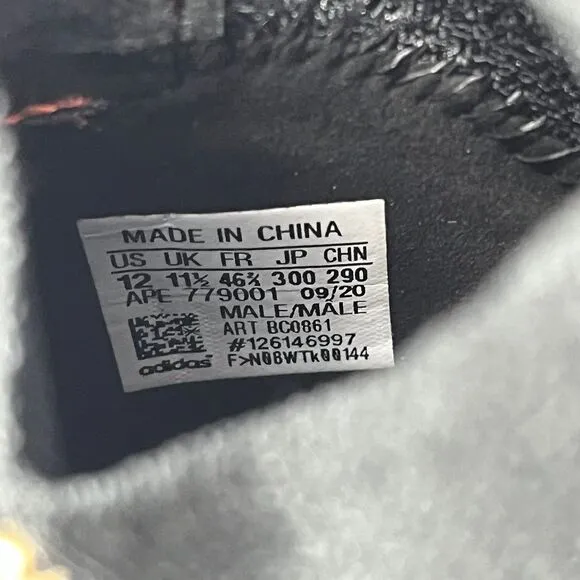 MADE IN CHINA
US UK FR JP CHN
12 11½ 46⅔ 300 290
APE 779001 09/20
MALE/MÂLE
ART BC0861
#126146997
F>N0BWTk00144
adidas